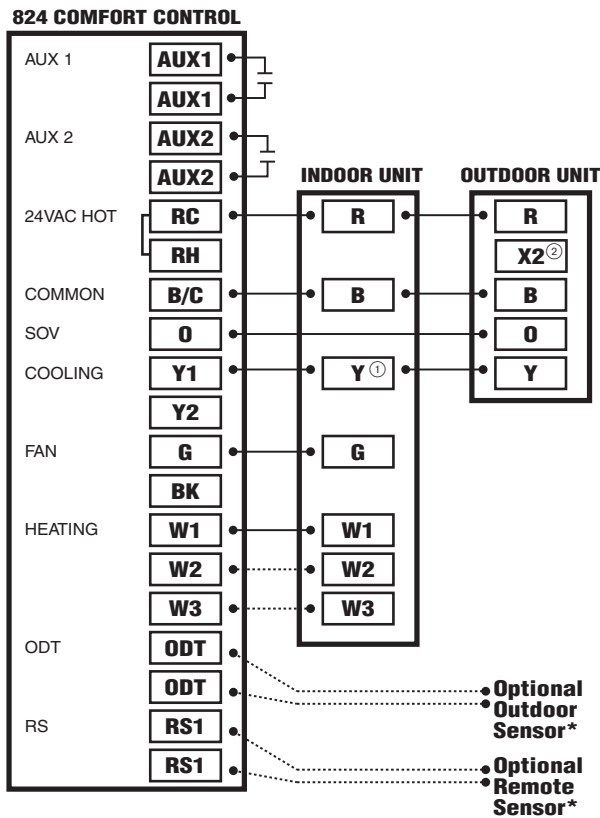 824 COMFORT CONTROL
AUX 1 AUX1
AUX1
AUX 2 AUX2
AUX2
INDOOR UNIT OUTDOOR UNIT
24VAC HOT RC R R
RH X2②
COMMON B/C B B
SOV O O
COOLING Y1 Y① Y
Y2
FAN G G
BK
HEATING W1 W1
W2 W2
W3 W3
ODT ODT
ODT
Optional
Outdoor
Sensor*
RS RS1
RS1
Optional
Remote
Sensor*